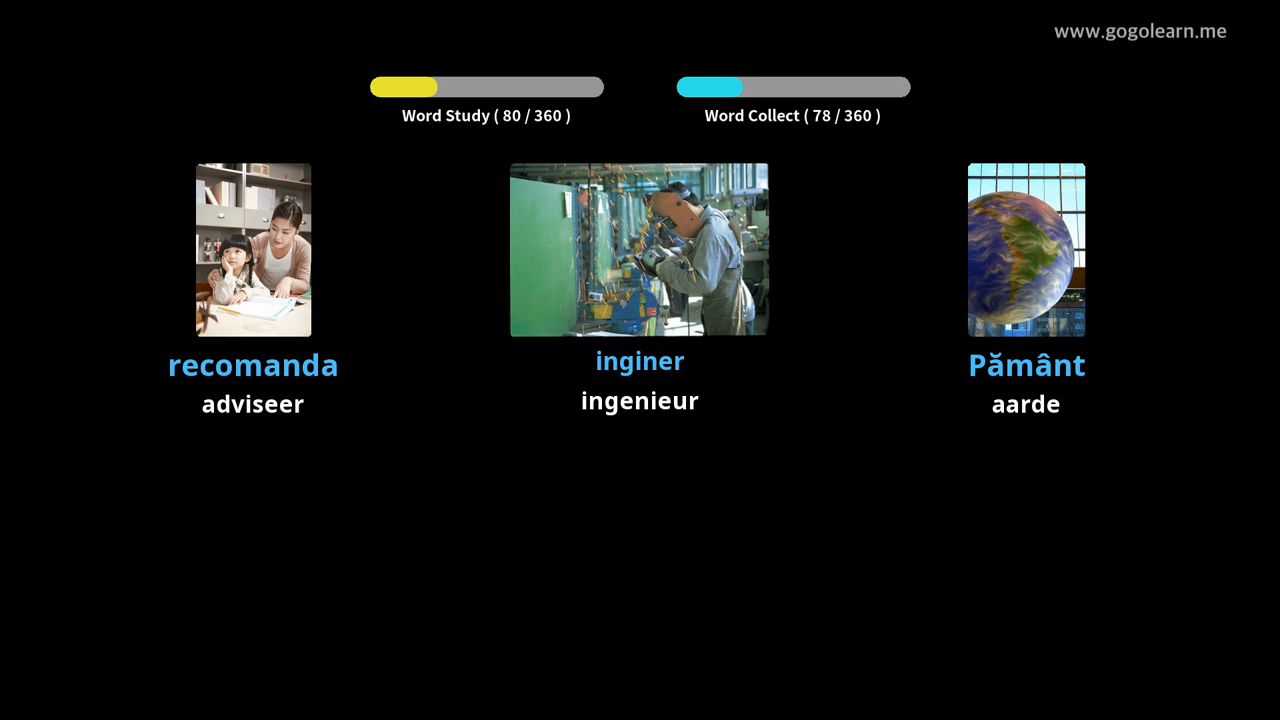 www.gogolearn.me
Word Study ( 80 / 360 )
Word Collect ( 78 / 360 )
recomanda
inginer
Pământ
adviseer
ingenieur
aarde